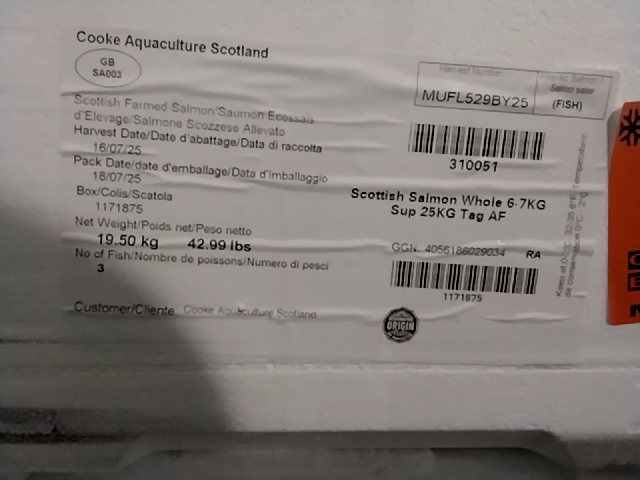 Cooke Aquaculture Scotland
GB
SA003
Harvest Number
MUFL529BY25
Salmo salar
(FISH)
Scottish Farmed Salmon/Saumon Ecossais
d'Elevage/Salmone Scozzese Allevato
Harvest Date/Date d'abattage/Data di raccolta
16/07/25
310051
Pack Date/date d'emballage/Data d'imballaggio
18/07/25
Box/Colis/Scatola
1171875
Scottish Salmon Whole 6-7KG
Sup 25KG Tag AF
Net Weight/Poids net/Peso netto
19.50 kg 42.99 lbs
No of Fish/Nombre de poissons/Numero di pesci
3
GGN: 4056186029034 RA
1171875
Customer/Cliente Cooke Aquaculture Scotland
ORIGIN